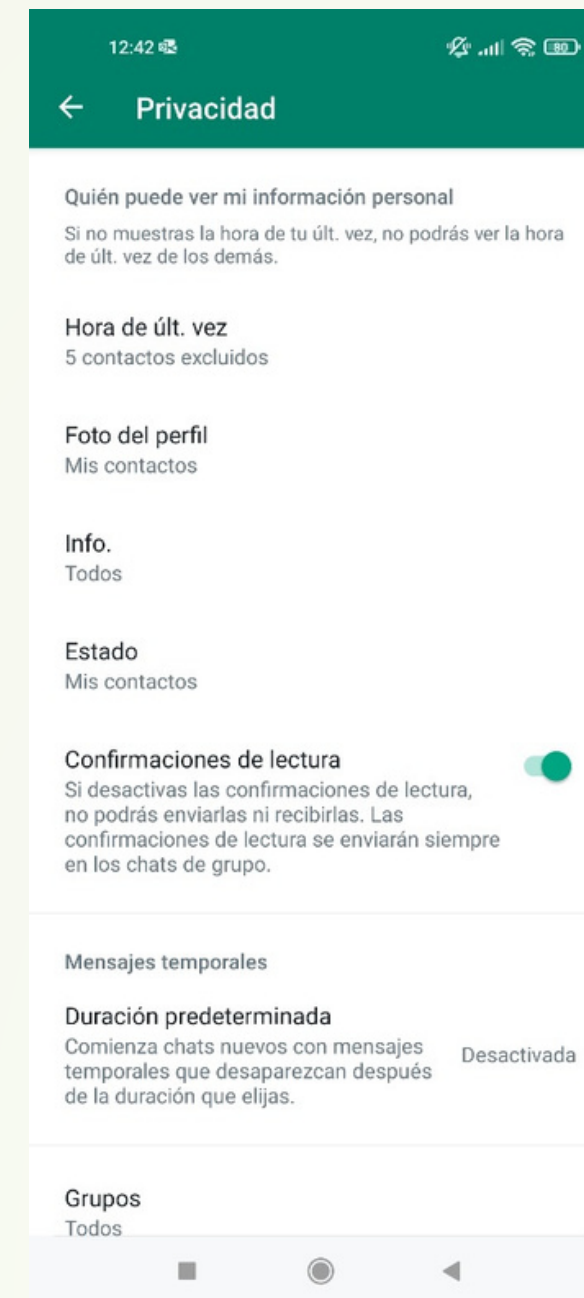 12:42
80
Privacidad
Quién puede ver mi información personal
Si no muestras la hora de tu últ. vez, no podrás ver la hora
de últ. vez de los demás.
Hora de últ. vez
5 contactos excluidos
Foto del perfil
Mis contactos
Info.
Todos
Estado
Mis contactos
Confirmaciones de lectura
Si desactivas las confirmaciones de lectura,
no podrás enviarlas ni recibirlas. Las
confirmaciones de lectura se enviarán siempre
en los chats de grupo.
Mensajes temporales
Duración predeterminada
Comienza chats nuevos con mensajes
temporales que desaparezcan después
de la duración que elijas.
Desactivada
Grupos
Todos